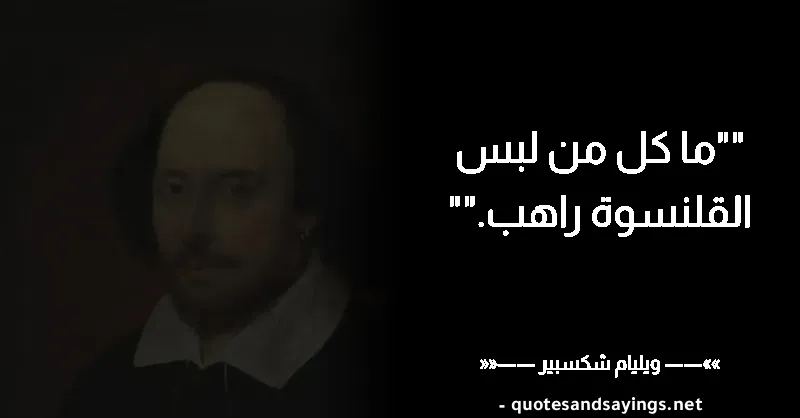 ""ما كل من لبس
القلنسوة راهب.""
»»—— ويليام شكسبير ——««
- quotesandsayings.net